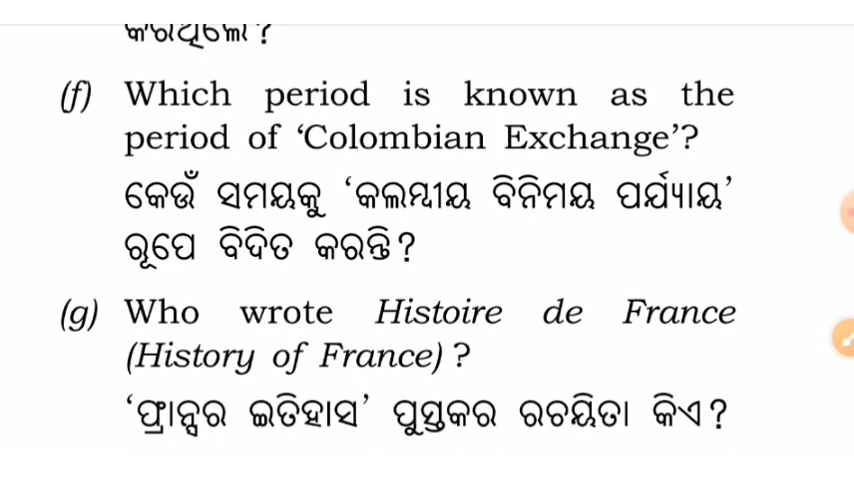 କରିଥିଲେ ?
(f) Which period is known as the
period of ‘Colombian Exchange’?
କେଉଁ ସମୟକୁ ‘କଲମ୍ବୀୟ ବିନିମୟ ପର୍ଯ୍ୟାୟ’
ରୂପେ ବିଦିତ କରନ୍ତି ?
(g) Who wrote Histoire de France
(History of France) ?
‘ଫ୍ରାନ୍ସର ଇତିହାସ’ ପୁସ୍ତକର ରଚୟିତା କିଏ ?